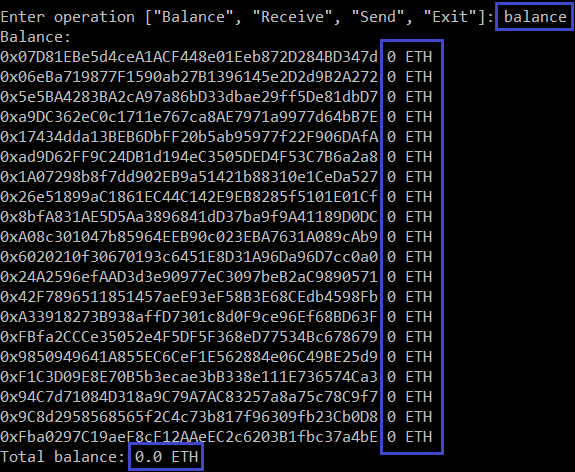 Enter operation ["Balance", "Receive", "Send", "Exit"]: balance
Balance:
0x07D81EBe5d4ceA1ACF448e01Eeb872D284BD347d 0 ETH
0x06eBa719877F1590ab27B1396145e2D2d9B2A272 0 ETH
0x5e5BA4283BA2cA97a86bD33dbae29ff5De81dbD7 0 ETH
0xa9DC362eC0c1711e767ca8AE7971a9977d64bB7E 0 ETH
0x17434dda13BEB6DbFF20b5ab95977f22F906DAfA 0 ETH
0xad9D62FF9C24DB1d194eC3505DED4F53C7B6a2a8 0 ETH
0x1A07298b8f7dd902EB9a51421b88310e1CeDa527 0 ETH
0x26e51899aC1861EC44C142E9EB8285f5101E01Cf 0 ETH
0x8bfA831AE5D5Aa3896841dD37ba9f9A41189D0DC 0 ETH
0xA08c301047b85964EEB90c023EBA7631A089cAb9 0 ETH
0x6020210f30670193c6451E8D31A96Da96D7cc0a0 0 ETH
0x24A2596efAAD3d3e90977eC3097beB2aC9890571 0 ETH
0x42F7896511851457aeE93eF58B3E68CEdb4598Fb 0 ETH
0xA33918273B938affD7301c8d0F9ce96Ef68BD63F 0 ETH
0xFBfa2CCCe35052e4F5DF5F368eD77534Bc678679 0 ETH
0x9850949641A855EC6CeF1E562884e06C49BE25d9 0 ETH
0xF1C3D09E8E70B5b3ecae3bB338e111E736574Ca3 0 ETH
0x94C7d71084D318a9C79A7AC83257a8a75c78C9f7 0 ETH
0x9C8d2958568565f2C4c73b817f96309fb23Cb0D8 0 ETH
0xFba0297C19aeF8cF12AAeEC2c6203B1fbc37a4bE 0 ETH
Total balance: 0.0 ETH